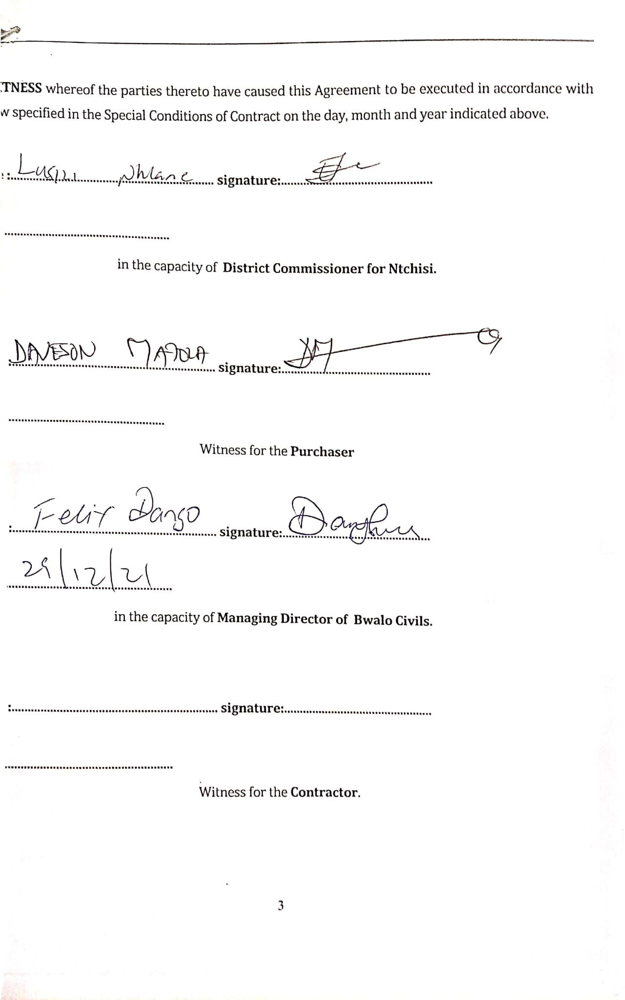 TNESS whereof the parties thereto have caused this Agreement to be executed in accordance with
w specified in the Special Conditions of Contract on the day, month and year indicated above.
: Nhlane signature:
in the capacity of District Commissioner for Ntchisi.
DAVESON MAJOLA signature:
Witness for the Purchaser
: Felix Dango signature:
29/12/21
in the capacity of Managing Director of Bwalo Civils.
: signature:
Witness for the Contractor.
3